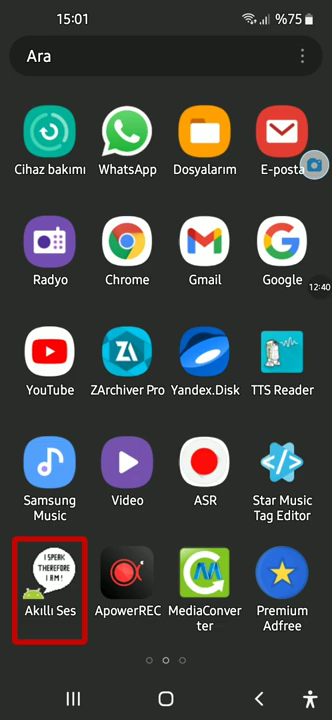 15:01
%75
Ara
Cihaz bakımı
WhatsApp
Dosyalarım
E-posta
Radyo
Chrome
Gmail
Google
12:40
YouTube
ZArchiver Pro
Yandex.Disk
TTS Reader
Samsung
Music
Video
ASR
Star Music
Tag Editor
I SPEAK
THEREFORE
I AM!
Akıllı Ses
ApowerREC
MediaConver
ter
Premium
Adfree